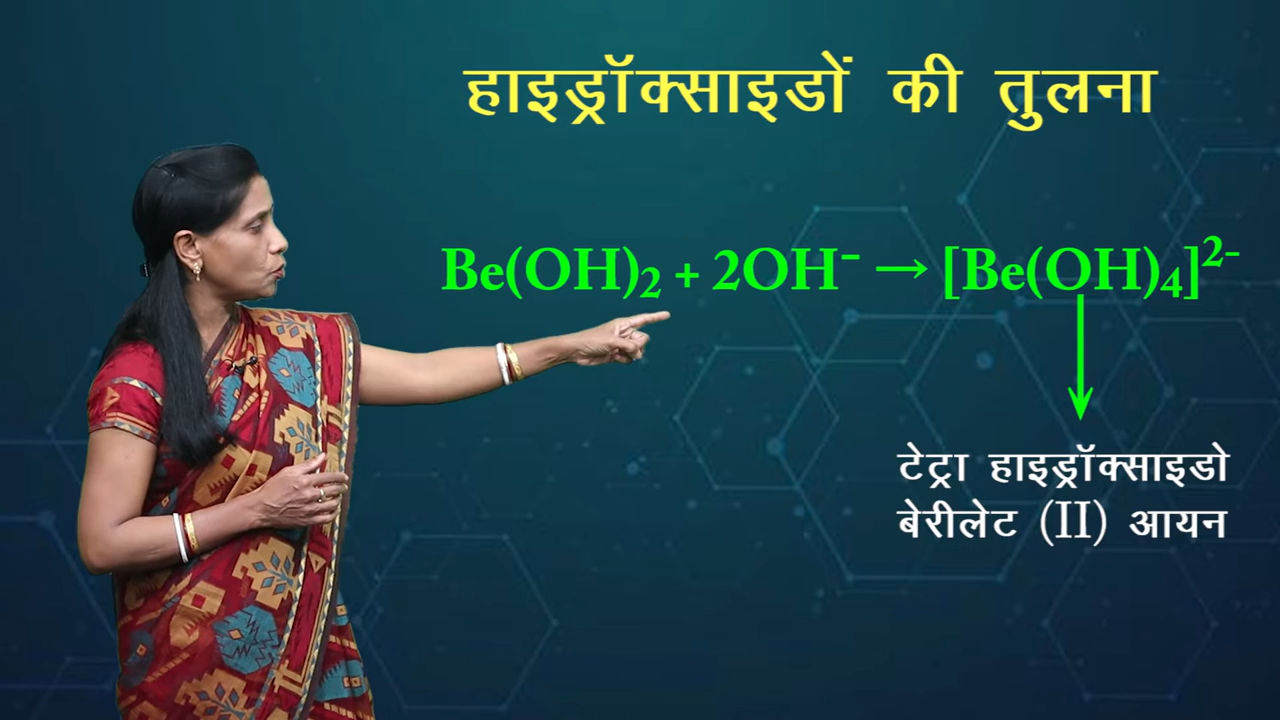 हाइड्रॉक्साइडों की तुलना
Be(OH)₂ + 2OH⁻ → [Be(OH)₄]²⁻
टेट्रा हाइड्रॉक्साइडो
बेरीलेट (II) आयन